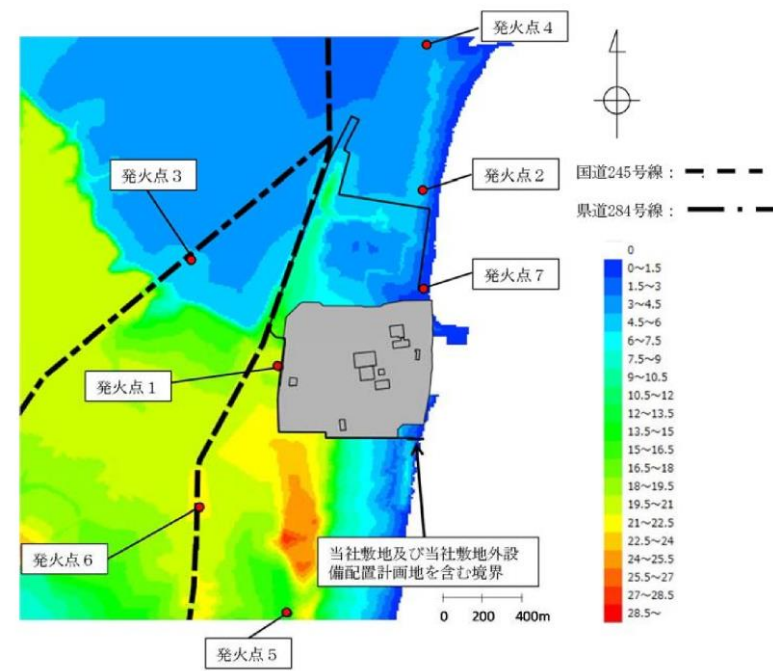 発火点4
発火点3
発火点2
国道245号線：
県道284号線：
発火点7
発火点1
0
0～1.5
1.5～3
3～4.5
4.5～6
6～7.5
7.5～9
9～10.5
10.5～12
12～13.5
13.5～15
15～16.5
16.5～18
18～19.5
19.5～21
21～22.5
22.5～24
24～25.5
25.5～27
27～28.5
28.5～
発火点6
当社敷地及び当社敷地外設
備配置計画地を含む境界
0 200 400m
発火点5